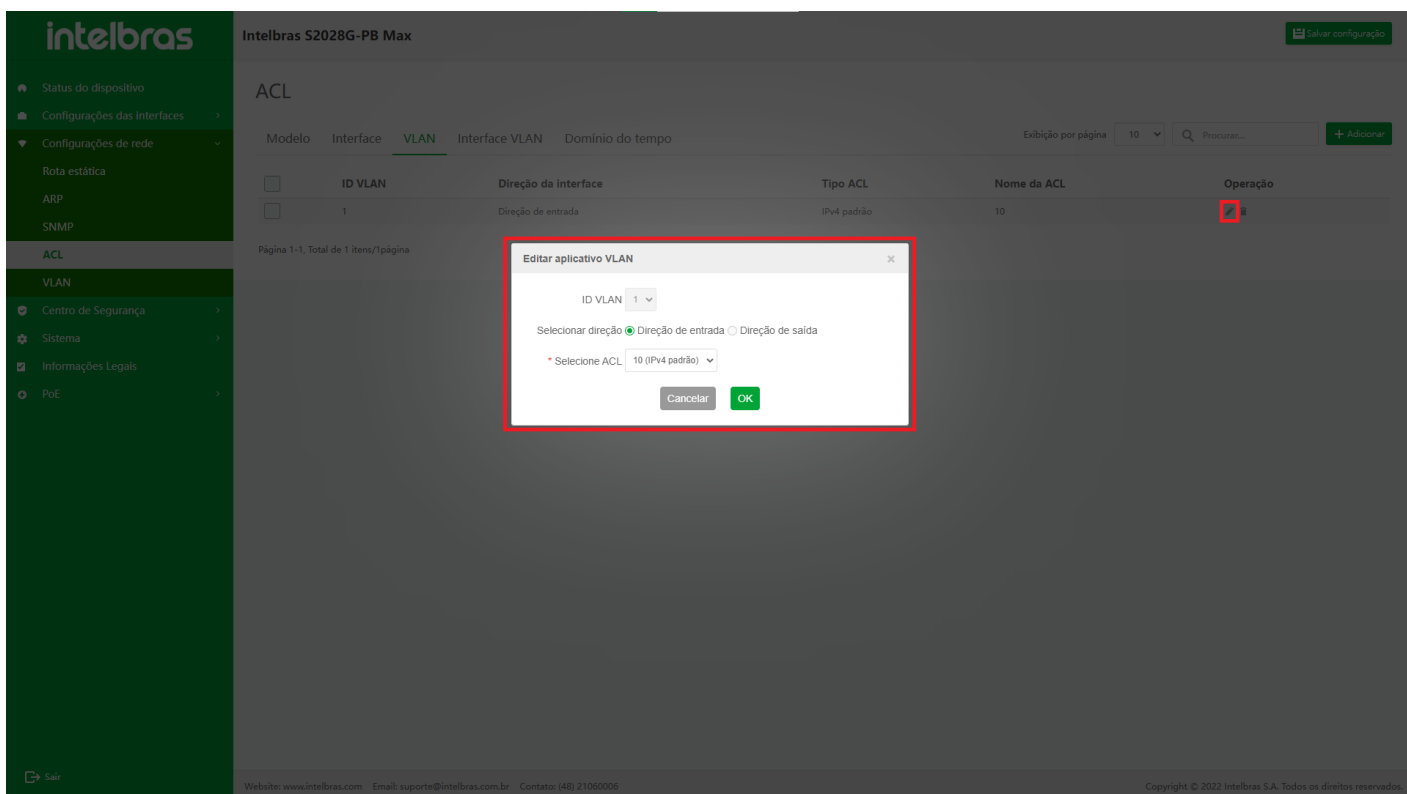 intelbras
Intelbras S2028G-PB Max
Salvar configuração
Status do dispositivo
Configurações das interfaces
Configurações de rede
Rota estática
ARP
SNMP
ACL
VLAN
Centro de Segurança
Sistema
Informações Legais
PoE
Sair
ACL
Modelo Interface VLAN Interface VLAN Domínio do tempo
Exibição por página 10 Procurar... + Adicionar
ID VLAN Direção da interface Tipo ACL Nome da ACL Operação
1 Direção de entrada IPv4 padrão 10
Página 1-1, Total de 1 itens/1página
Editar aplicativo VLAN ×
ID VLAN 1
Selecionar direção Direção de entrada Direção de saída
* Selecione ACL 10 (IPv4 padrão)
Cancelar OK
Website: www.intelbras.com Email: suporte@intelbras.com.br Contato: (48) 21060006
Copyright © 2022 Intelbras S.A. Todos os direitos reservados.